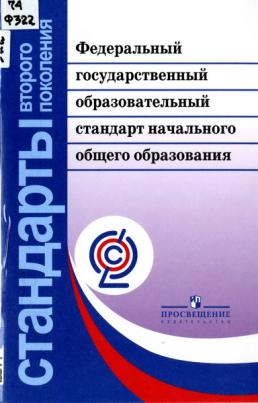 74
Ф322
стандарты
второго
поколения
Федеральный
государственный
образовательный
стандарт начального
общего образования
ПРОСВЕЩЕНИЕ
ИЗДАТЕЛЬСТВО